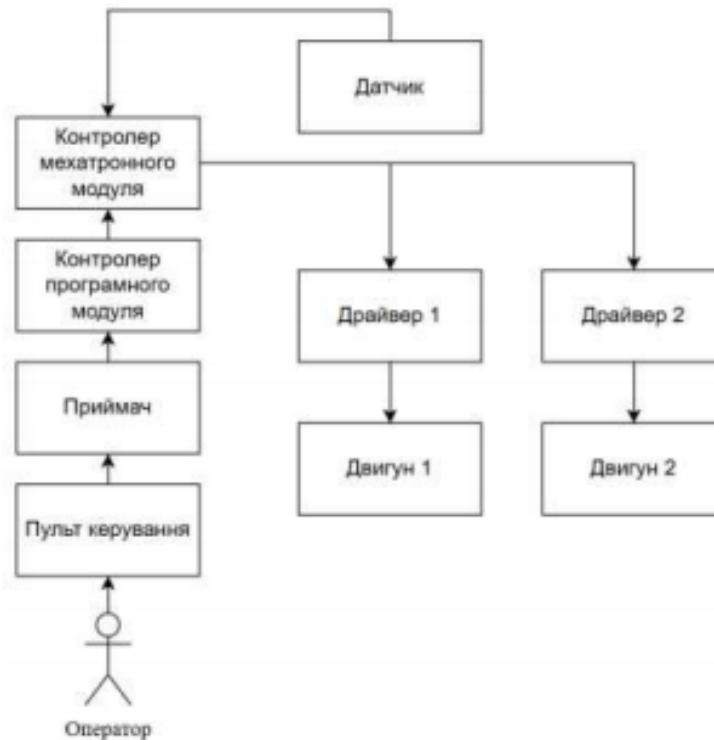 Датчик
Контролер
мехатронного
модуля
Контролер
програмного
модуля
Драйвер 1
Драйвер 2
Приймач
Двигун 1
Двигун 2
Пульт керування
Оператор